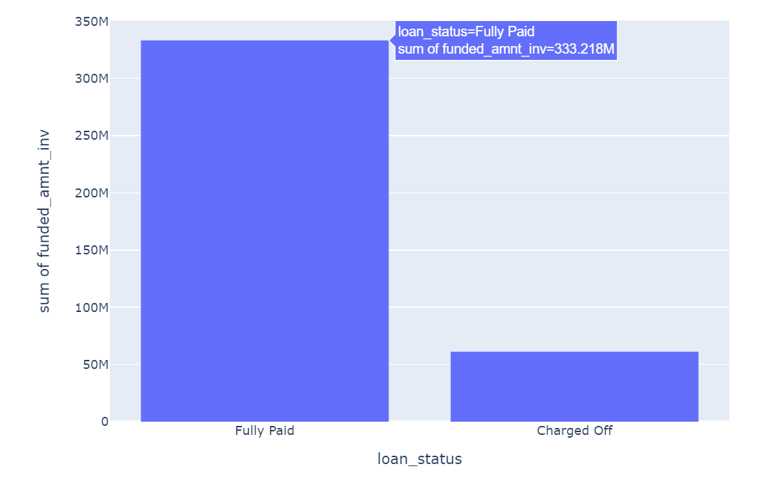 350M
loan_status=Fully Paid
sum of funded_amnt_inv=333.218M
300M
250M
200M
150M
100M
50M
0
sum of funded_amnt_inv
Fully Paid
Charged Off
loan_status